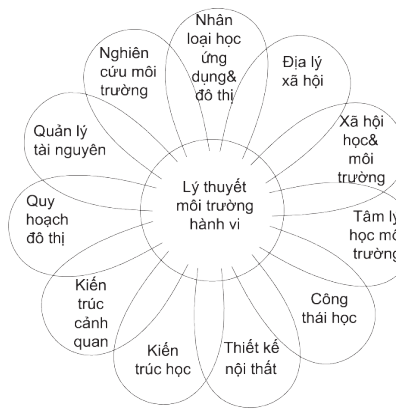 Nhân
loại học
ứng
dụng&
đô thị
Địa lý
xã hội
Xã hội
học&
môi
trường
Tâm lý
học mô
trường
Công
thái học
Thiết kế
nội thất
Kiến
trúc học
Kiến
trúc
cảnh
quan
Quy
hoạch
đô thị
Quản lý
tài nguyên
Nghiên
cứu môi
trường
Lý thuyết
môi trường
hành vi